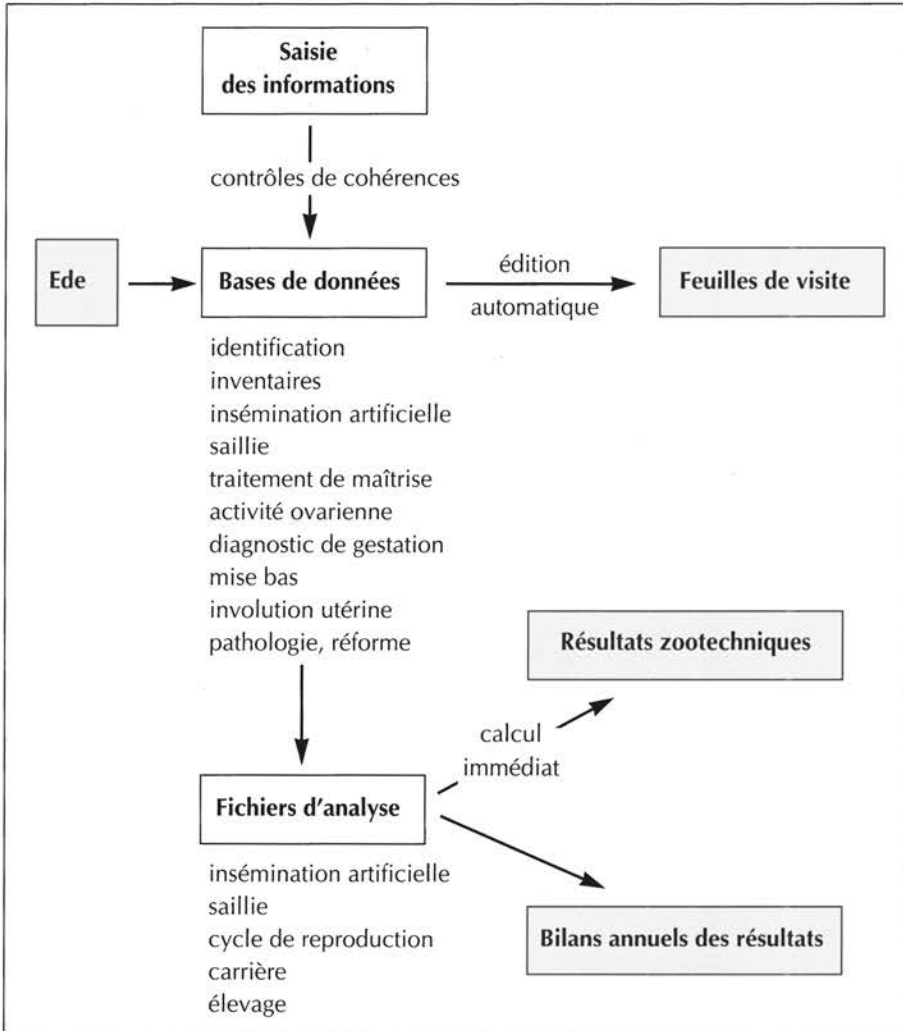 Saisie
des informations
contrôles de cohérences
Ede
Bases de données
édition
automatique
Feuilles de visite
identification
inventaires
insémination artificielle
saillie
traitement de maîtrise
activité ovarienne
diagnostic de gestation
mise bas
involution utérine
pathologie, réforme
Résultats zootechniques
calcul
immédiat
Fichiers d'analyse
insémination artificielle
saillie
cycle de reproduction
carrière
élevage
Bilans annuels des résultats